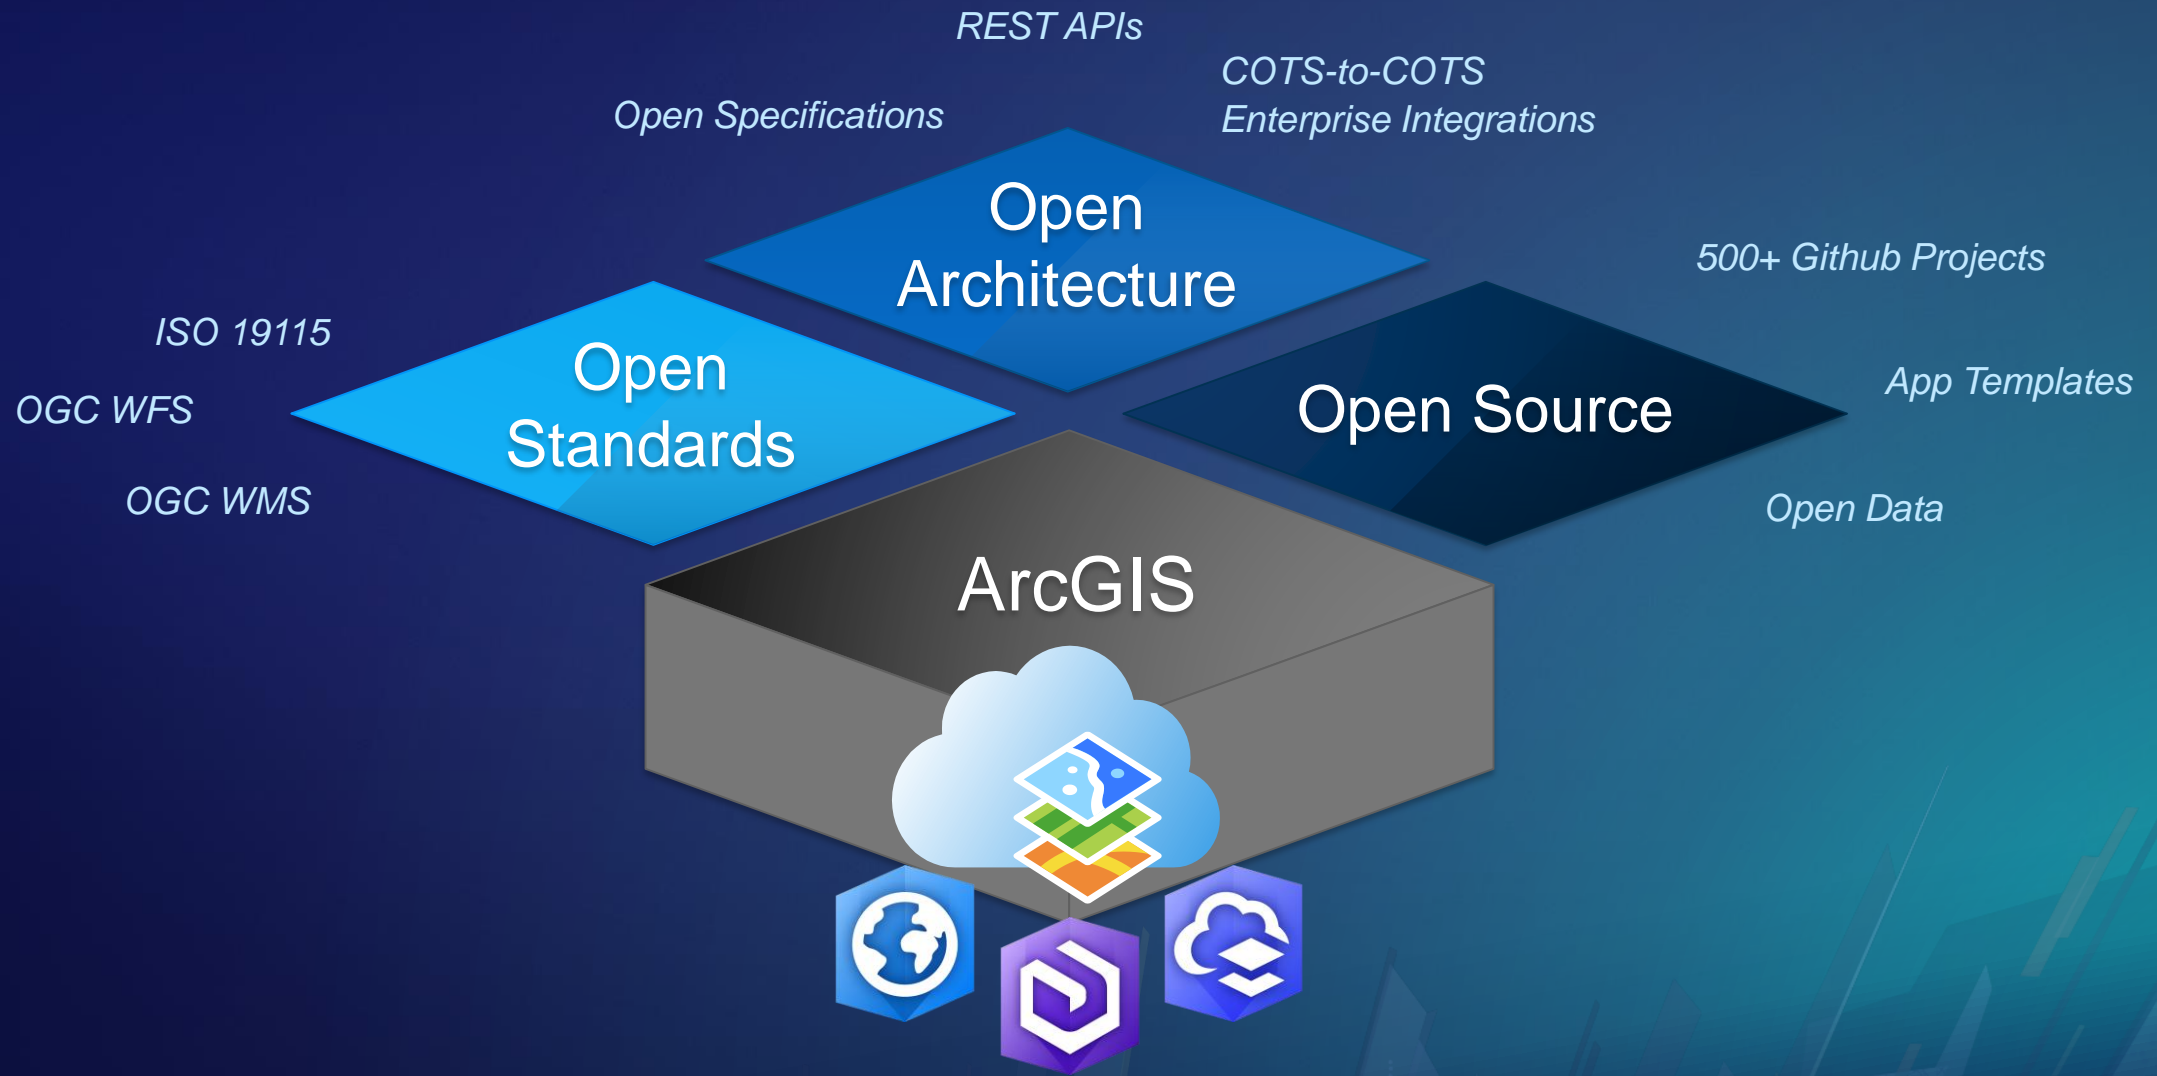 REST APIs
COTS-to-COTS
Enterprise Integrations
Open Specifications
Open
Architecture
500+ Github Projects
ISO 19115
Open
Standards
App Templates
Open Source
OGC WFS
OGC WMS
Open Data
ArcGIS